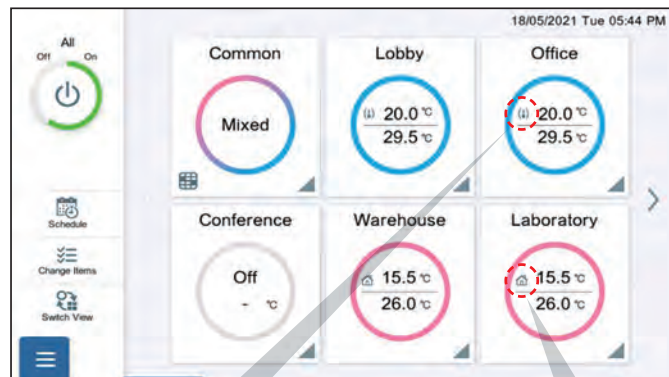 18/05/2021 Tue 05:44 PM
All
Off On
Schedule
Change Items
Switch View
Common
Mixed
Lobby
20.0 ℃
29.5 ℃
Office
20.0 ℃
29.5 ℃
Conference
Off
- ℃
Warehouse
15.5 ℃
26.0 ℃
Laboratory
15.5 ℃
26.0 ℃